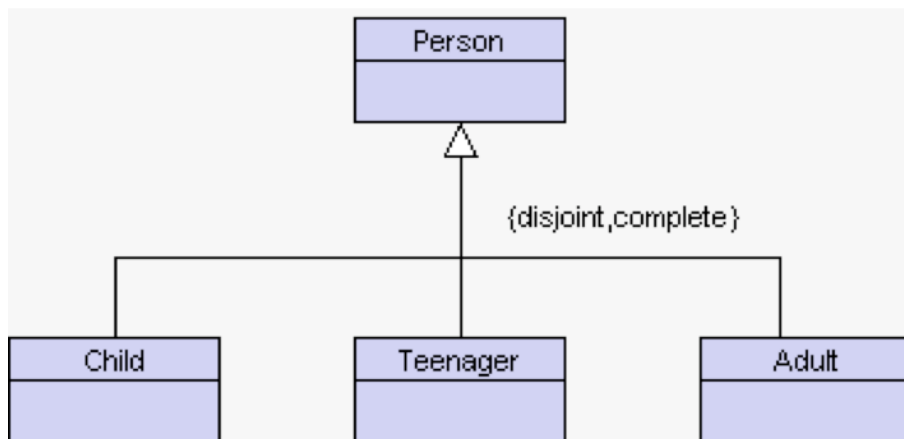 Person
{disjoint,complete}
Child
Teenager
Adult